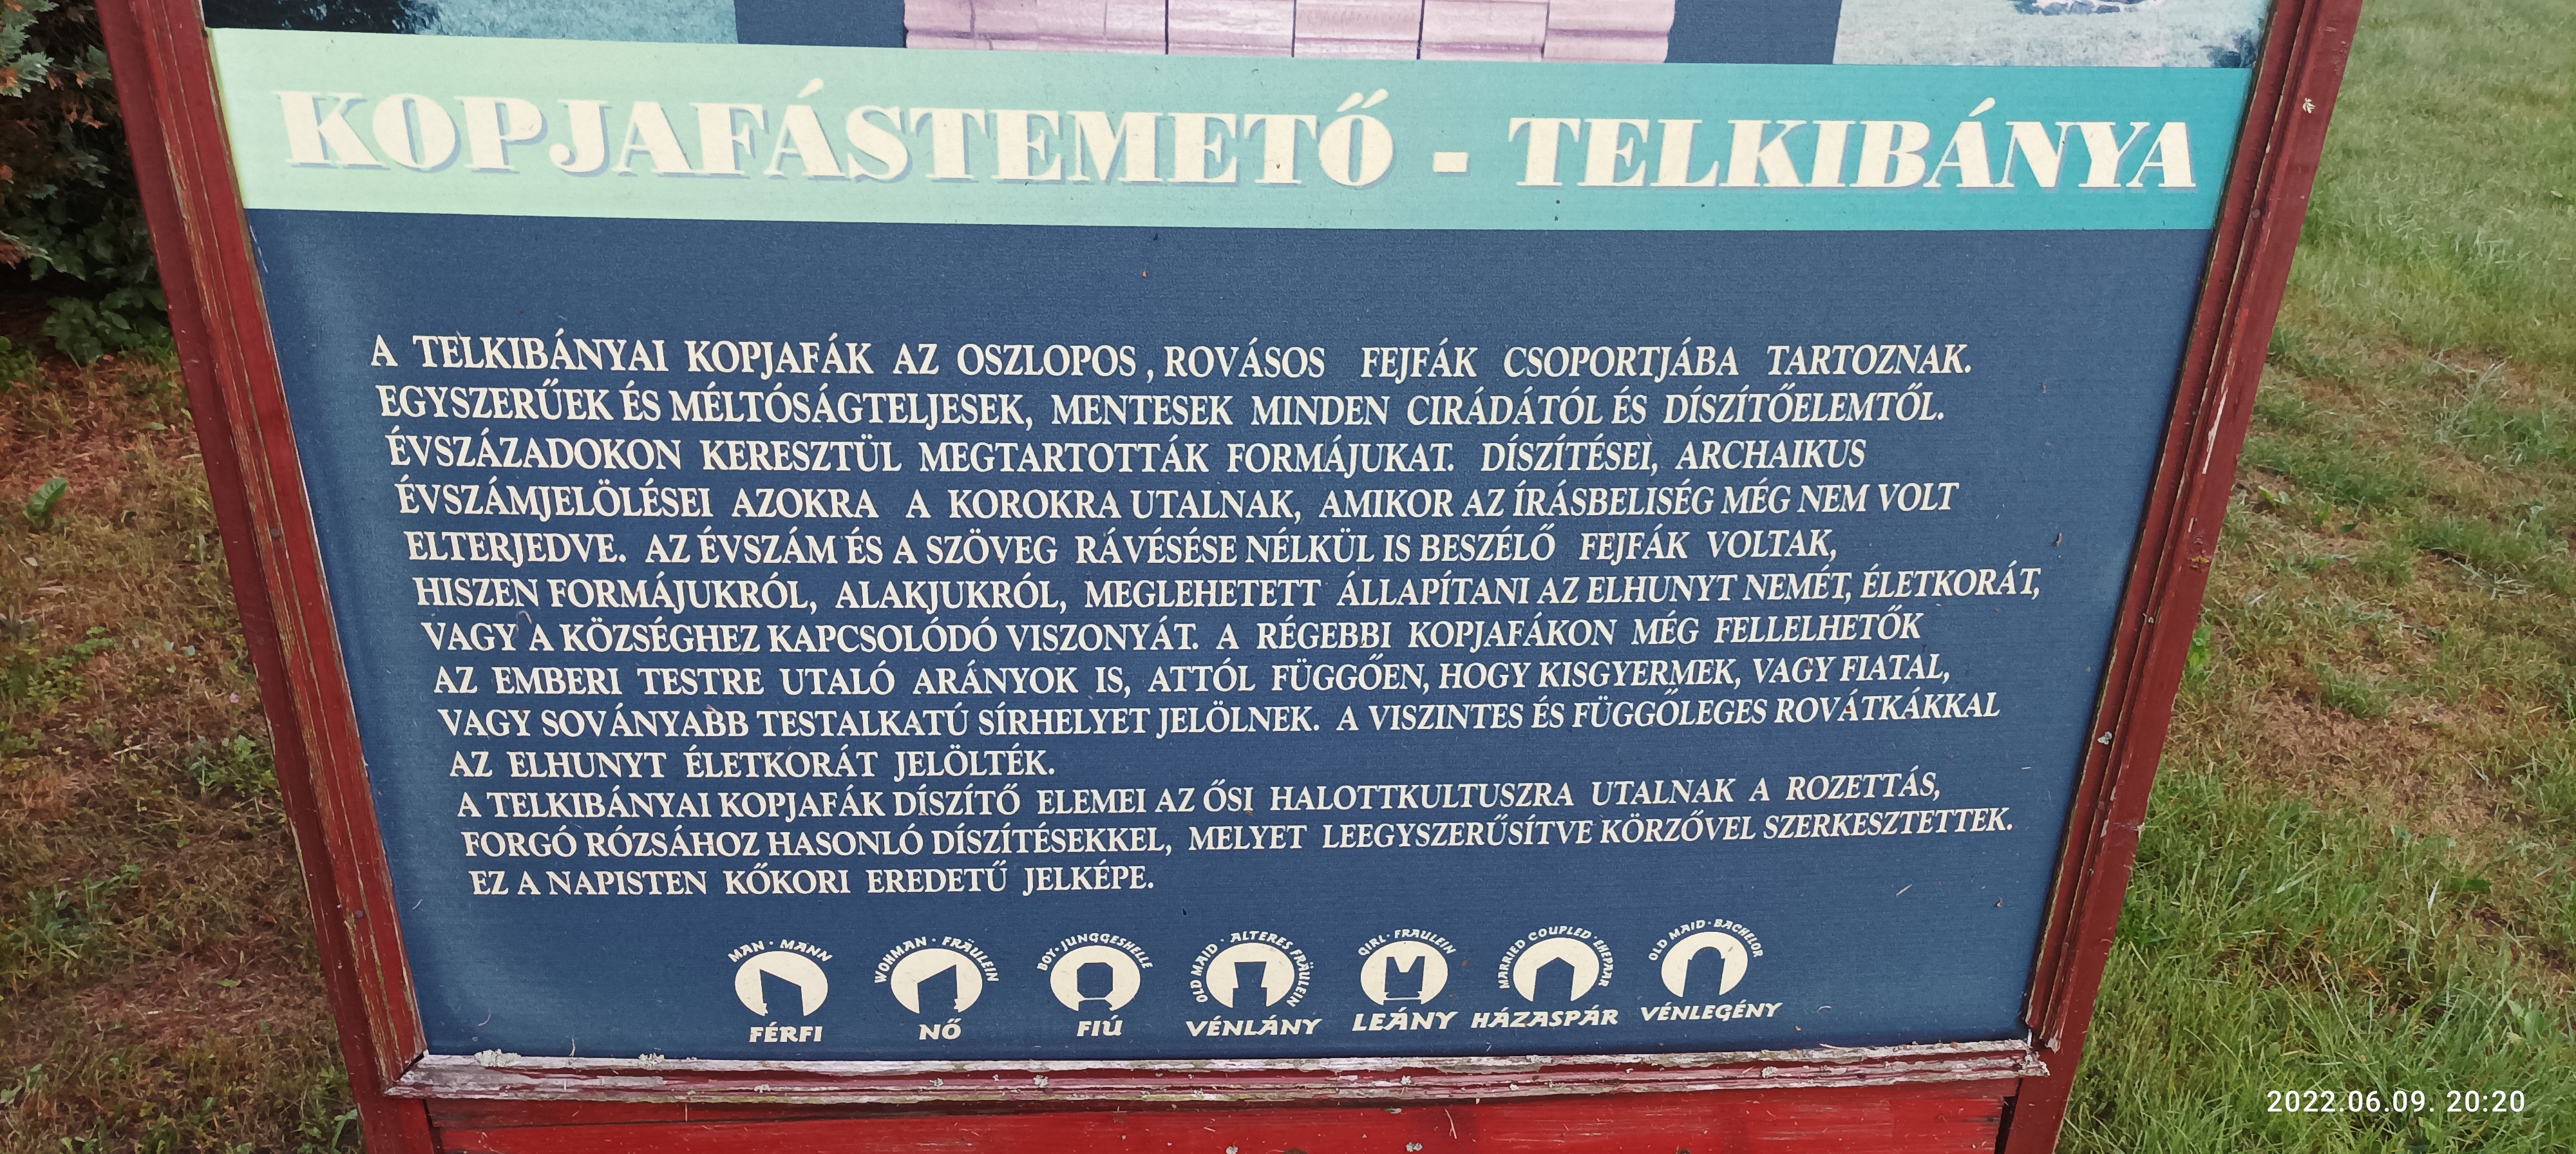 KOPJAFÁSTEMETŐ - TELKIBÁNYA
A TELKIBÁNYAI KOPJAFÁK AZ OSZLOPOS , ROVÁSOS FEJFÁK CSOPORTJÁBA TARTOZNAK.
EGYSZERŰEK ÉS MÉLTÓSÁGTELJESEK, MENTESEK MINDEN CIRÁDÁTÓL ÉS DÍSZÍTŐELEMTŐL.
ÉVSZÁZADOKON KERESZTÜL MEGTARTOTTÁK FORMÁJUKAT. DÍSZÍTÉSEI, ARCHAIKUS
ÉVSZÁMJELÖLÉSEI AZOKRA A KOROKRA UTALNAK, AMIKOR AZ ÍRÁSBELISÉG MÉG NEM VOLT
ELTERJEDVE. AZ ÉVSZÁM ÉS A SZÖVEG RÁVÉSÉSE NÉLKÜL IS BESZÉLŐ FEJFÁK VOLTAK,
HISZEN FORMÁJUKRÓL, ALAKJUKRÓL, MEGLEHETETT ÁLLAPÍTANI AZ ELHUNYT NEMÉT, ÉLETKORÁT,
VAGY A KÖZSÉGHEZ KAPCSOLÓDÓ VISZONYÁT. A RÉGEBBI KOPJAFÁKON MÉG FELLELHETŐK
AZ EMBERI TESTRE UTALÓ ARÁNYOK IS, ATTÓL FÜGGŐEN, HOGY KISGYERMEK, VAGY FIATAL,
VAGY SOVÁNYABB TESTALKATÚ SÍRHELYET JELÖLNEK. A VISZINTES ÉS FÜGGŐLEGES ROVÁTKÁKKAL
AZ ELHUNYT ÉLETKORÁT JELÖLTÉK.
A TELKIBÁNYAI KOPJAFÁK DÍSZÍTŐ ELEMEI AZ ŐSI HALOTTKULTUSZRA UTALNAK A ROZETTÁS,
FORGÓ RÓZSÁHOZ HASONLÓ DÍSZÍTÉSEKKEL, MELYET LEEGYSZERŰSÍTVE KÖRZŐVEL SZERKESZTETTEK.
EZ A NAPISTEN KŐKORI EREDETŰ JELKÉPE.
MAN · MANN
FÉRFI
WOHMAN · FRÄULEIN
NŐ
BOY · JUNGGESHELLE
FIÚ
OLD MAID · ALTERES FRÄULEIN
VÉNLÁNY
GIRL · FRAULEIN
LEÁNY
MARRIED COUPLED · EHEPAAR
HÁZASPÁR
OLD MAID · BACHELOR
VÉNLEGÉNY
2022.06.09. 20:20